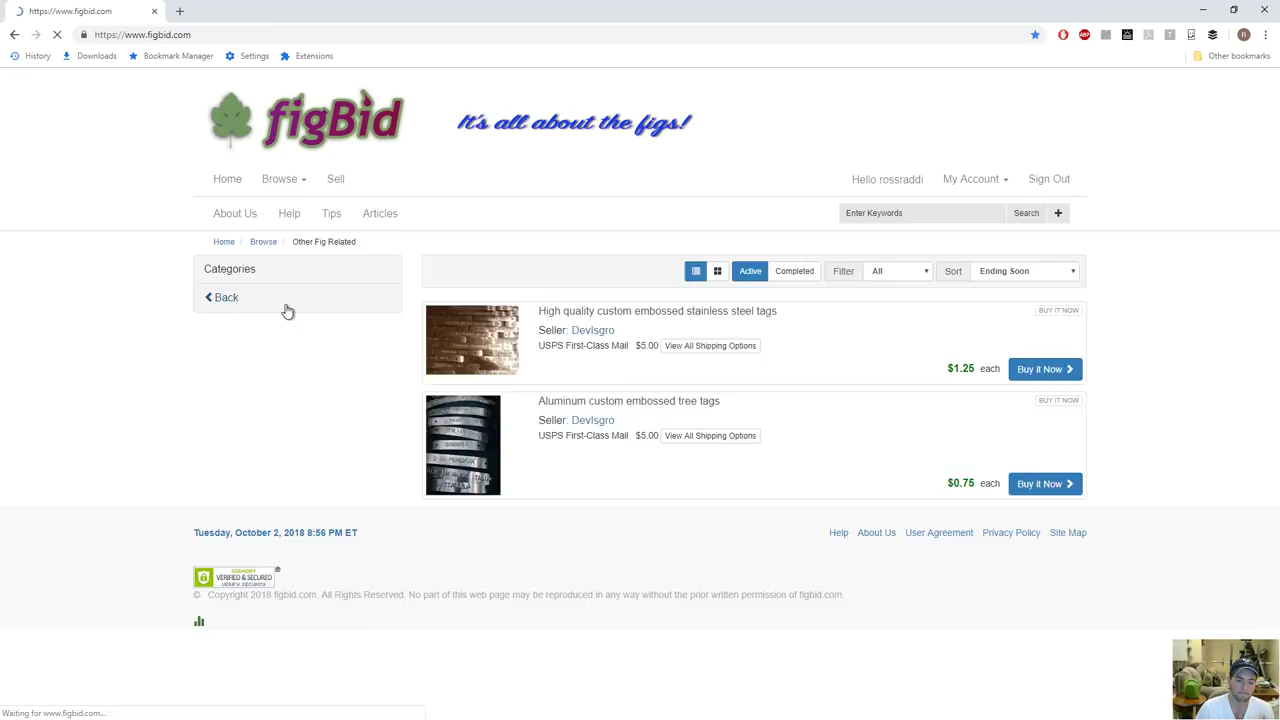 https://www.figbid.com
https://www.figbid.com
History
Downloads
Bookmark Manager
Settings
Extensions
Other bookmarks
figBid
It's all about the figs!
Home
Browse
Sell
Hello rossraddi
My Account
Sign Out
About Us
Help
Tips
Articles
Enter Keywords
Search
Home / Browse / Other Fig Related
Categories
Back
Active
Completed
Filter
All
Sort
Ending Soon
High quality custom embossed stainless steel tags
BUY IT NOW
Seller: DevIsgro
USPS First-Class Mail $5.00 View All Shipping Options
$1.25 each
Buy it Now
Aluminum custom embossed tree tags
BUY IT NOW
Seller: DevIsgro
USPS First-Class Mail $5.00 View All Shipping Options
$0.75 each
Buy it Now
Tuesday, October 2, 2018 8:56 PM ET
Help
About Us
User Agreement
Privacy Policy
Site Map
GODADDY
VERIFIED & SECURED
VERIFY SECURITY
© Copyright 2018 figbid.com. All Rights Reserved. No part of this web page may be reproduced in any way without the prior written permission of figbid.com.
Waiting for www.figbid.com...